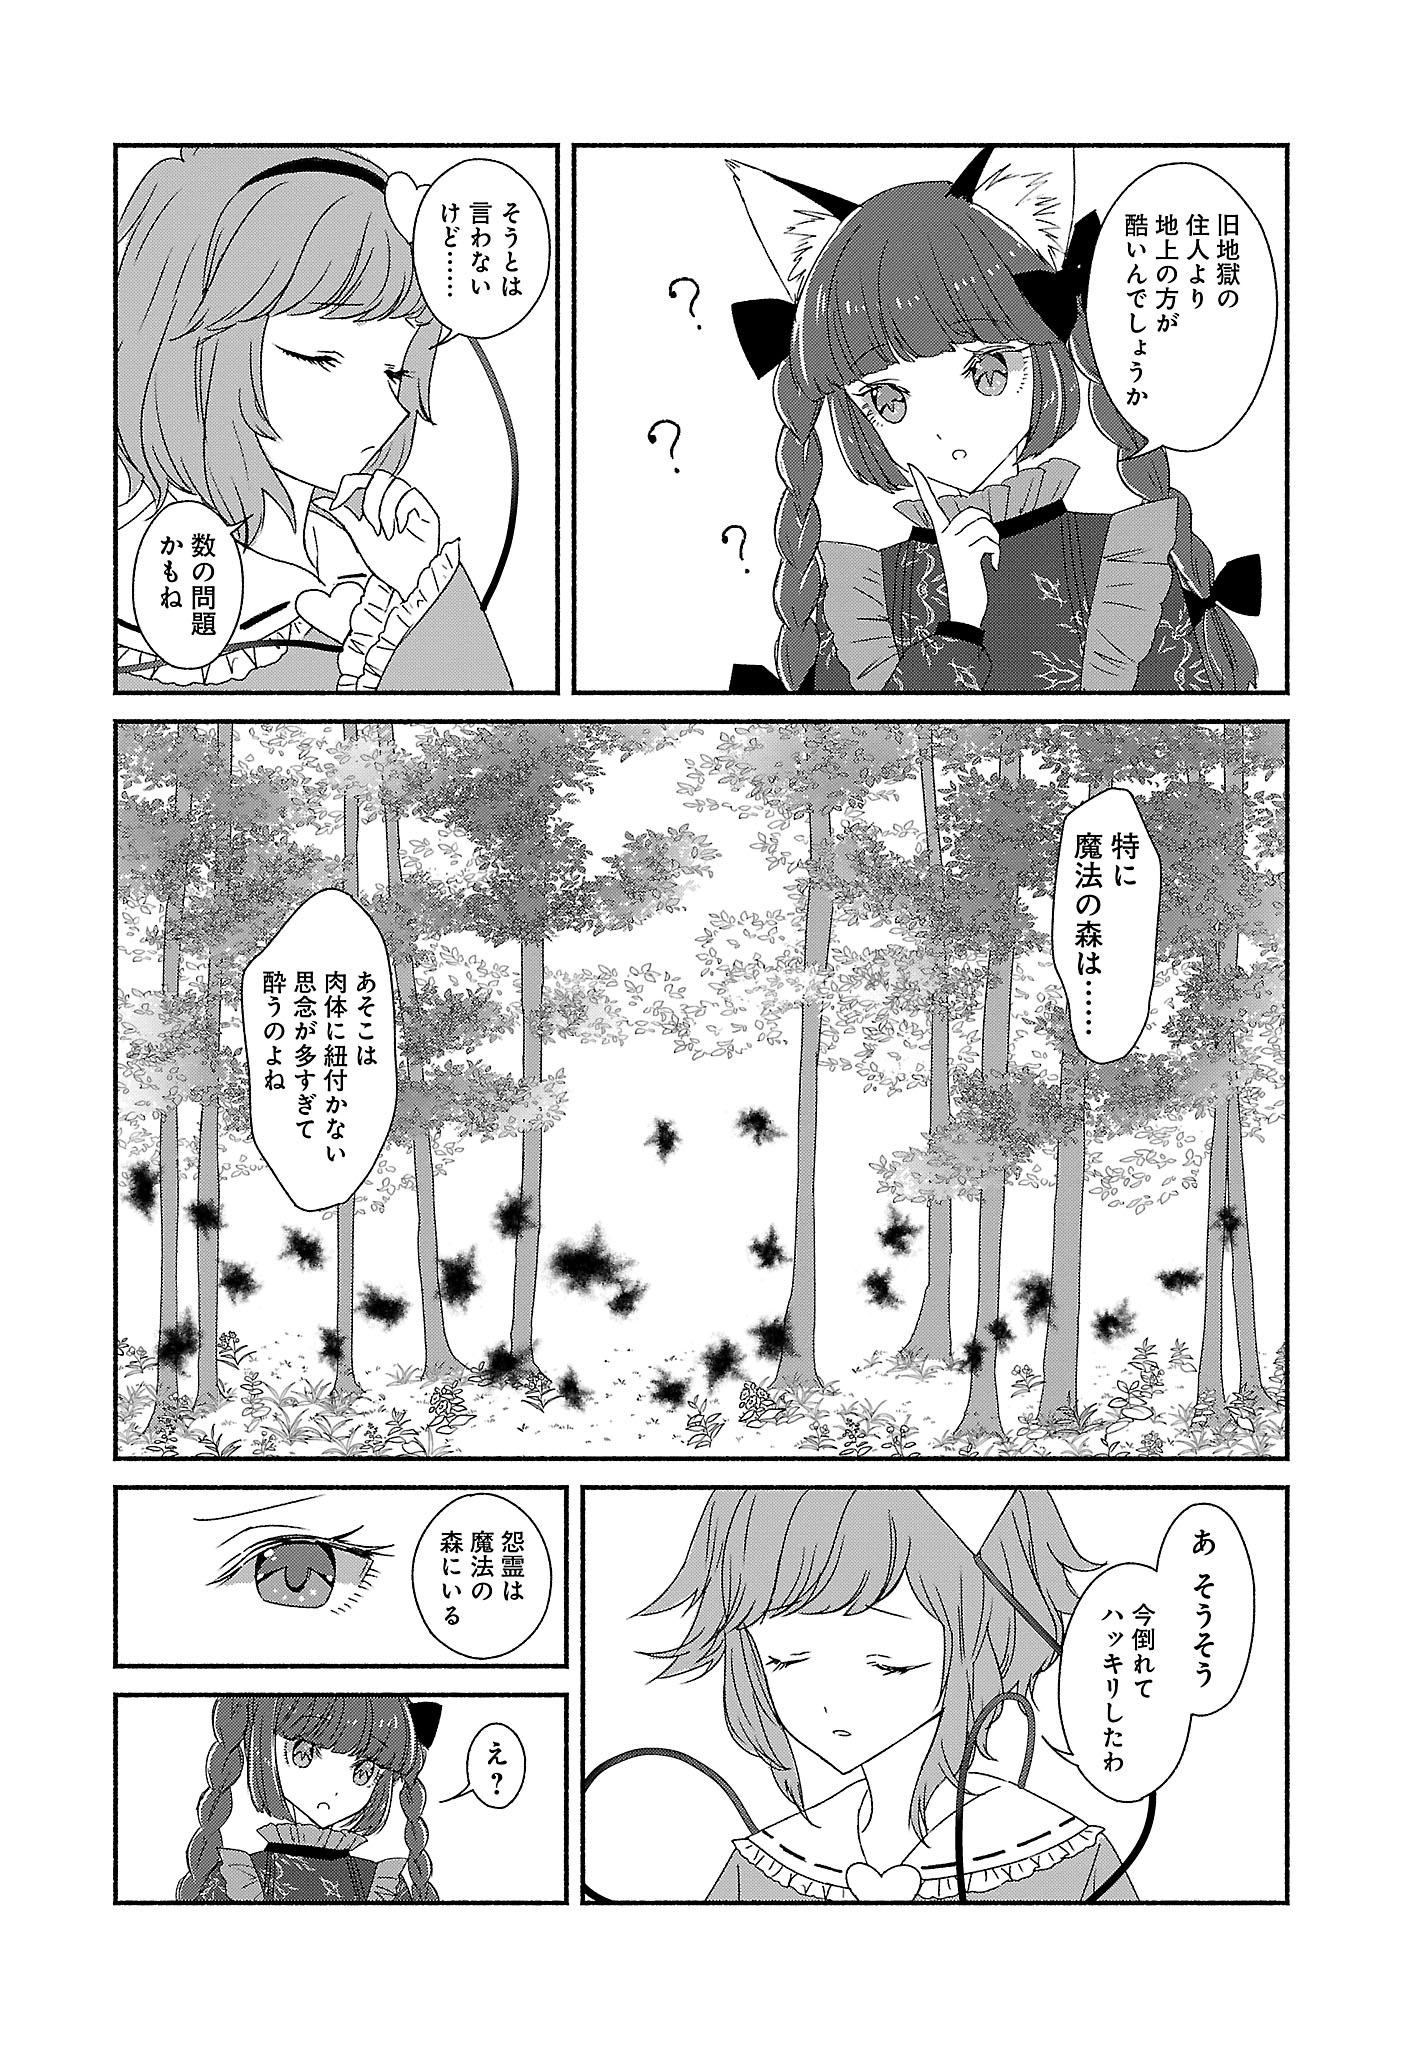 旧地獄の
住人より
地上の方が
酷いんでしょうか
?
?
?
そうとは
言わない
けど……
数の問題
かもね
特に
魔法の森は……
あそこは
肉体に紐付かない
思念が多すぎて
酔うのよね
あ そうそう
今倒れて
ハッキリしたわ
怨霊は
魔法の
森にいる
え?